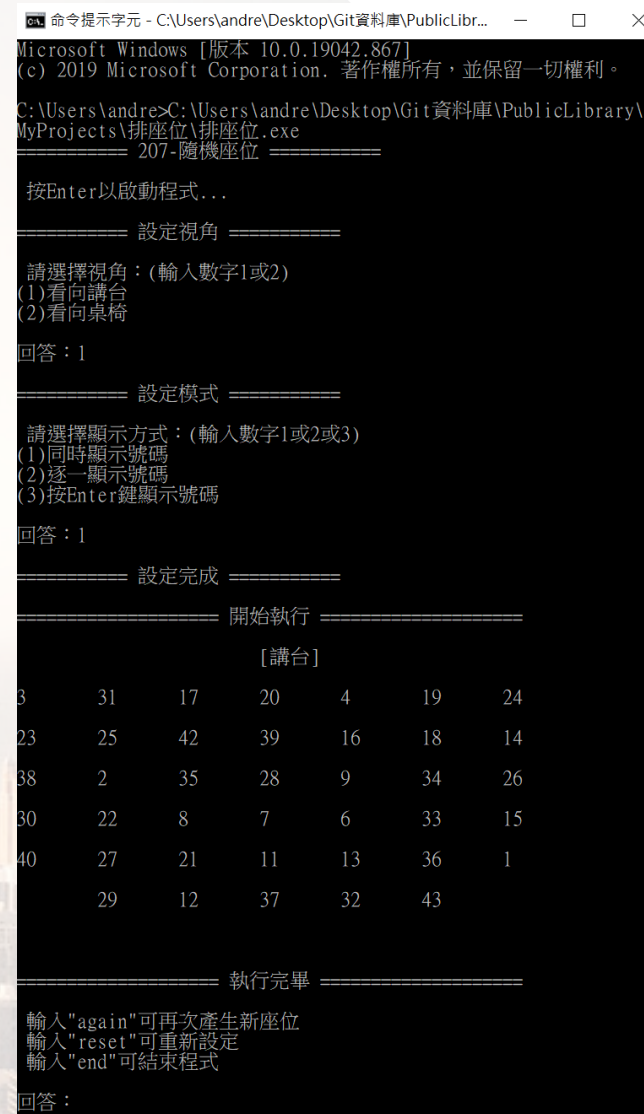 命令提示字元 - C:\Users\andre\Desktop\Git資料庫\PublicLibr...
Microsoft Windows [版本 10.0.19042.867]
(c) 2019 Microsoft Corporation. 著作權所有，並保留一切權利。
C:\Users\andre>C:\Users\andre\Desktop\Git資料庫\PublicLibrary\
MyProjects\排座位\排座位.exe
=========== 207-隨機座位 ===========
按Enter以啟動程式...
=========== 設定視角 ===========
請選擇視角：(輸入數字1或2)
(1)看向講台
(2)看向桌椅
回答：1
=========== 設定模式 ===========
請選擇顯示方式：(輸入數字1或2或3)
(1)同時顯示號碼
(2)逐一顯示號碼
(3)按Enter鍵顯示號碼
回答：1
=========== 設定完成 ===========
==================== 開始執行 ====================
[講台]
3 31 17 20 4 19 24
23 25 42 39 16 18 14
38 2 35 28 9 34 26
30 22 8 7 6 33 15
40 27 21 11 13 36 1
29 12 37 32 43
==================== 執行完畢 ====================
輸入"again"可再次產生新座位
輸入"reset"可重新設定
輸入"end"可結束程式
回答：